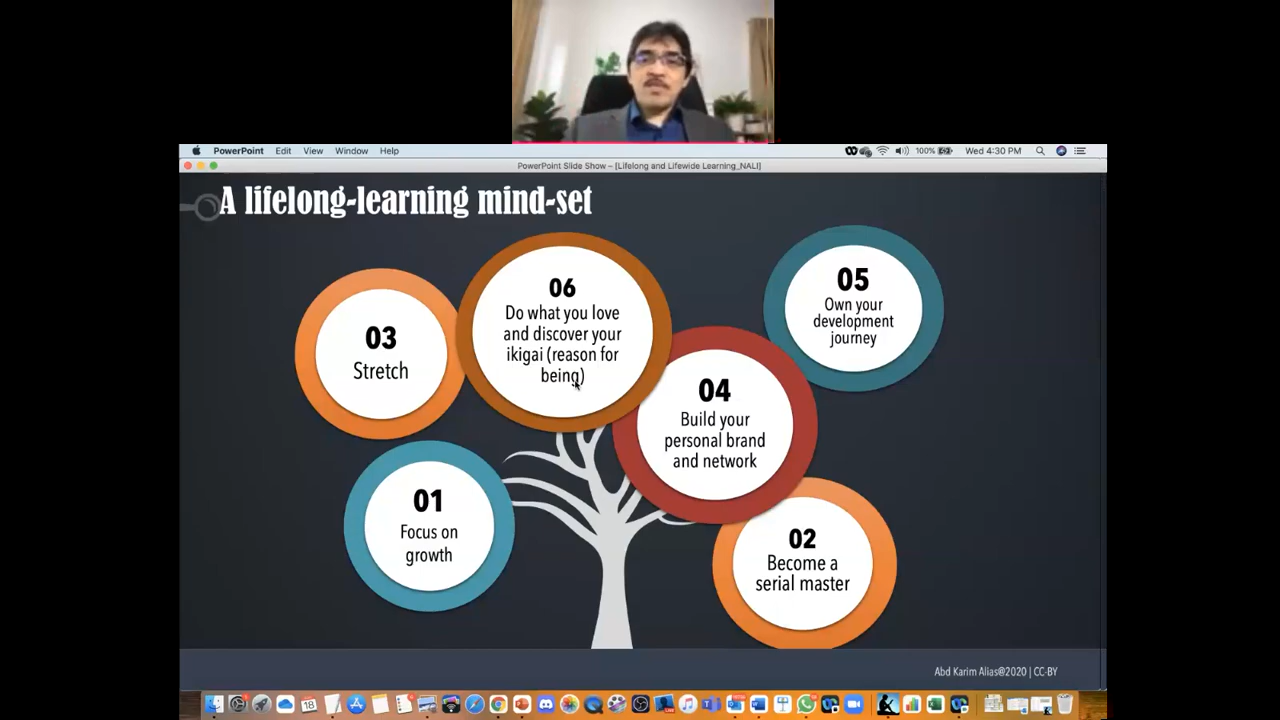 PowerPoint Edit View Window Help
100% Wed 4:30 PM
PowerPoint Slide Show – [Lifelong and Lifewide Learning_NALI]
A lifelong-learning mind-set
03
Stretch
06
Do what you love
and discover your
ikigai (reason for
being)
05
Own your
development
journey
04
Build your
personal brand
and network
01
Focus on
growth
02
Become a
serial master
Abd Karim Alias@2020 | CC-BY
18